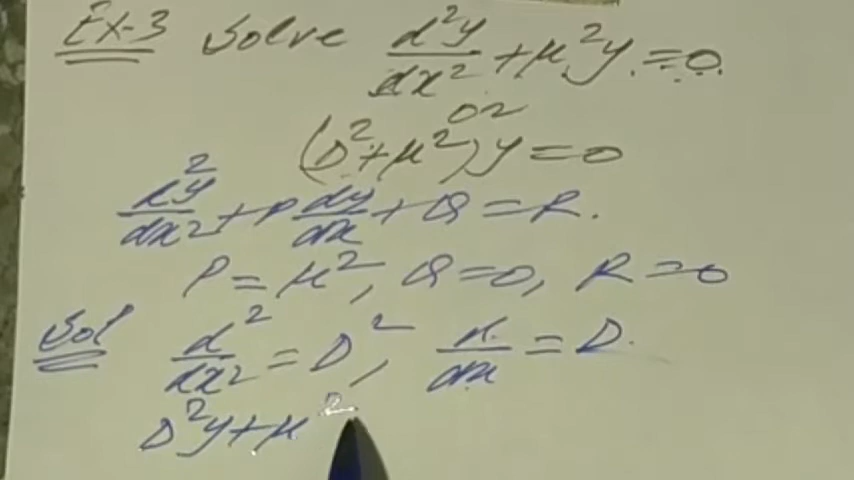 Ex-3 Solve d²y/dx² + μ²y = 0
or
(D²+μ²)y = 0
d²y/dx² + P dy/dx + Q = R.
P = μ², Q = 0, R = 0
Sol d²/dx² = D², d/dx = D.
D²y + μ²